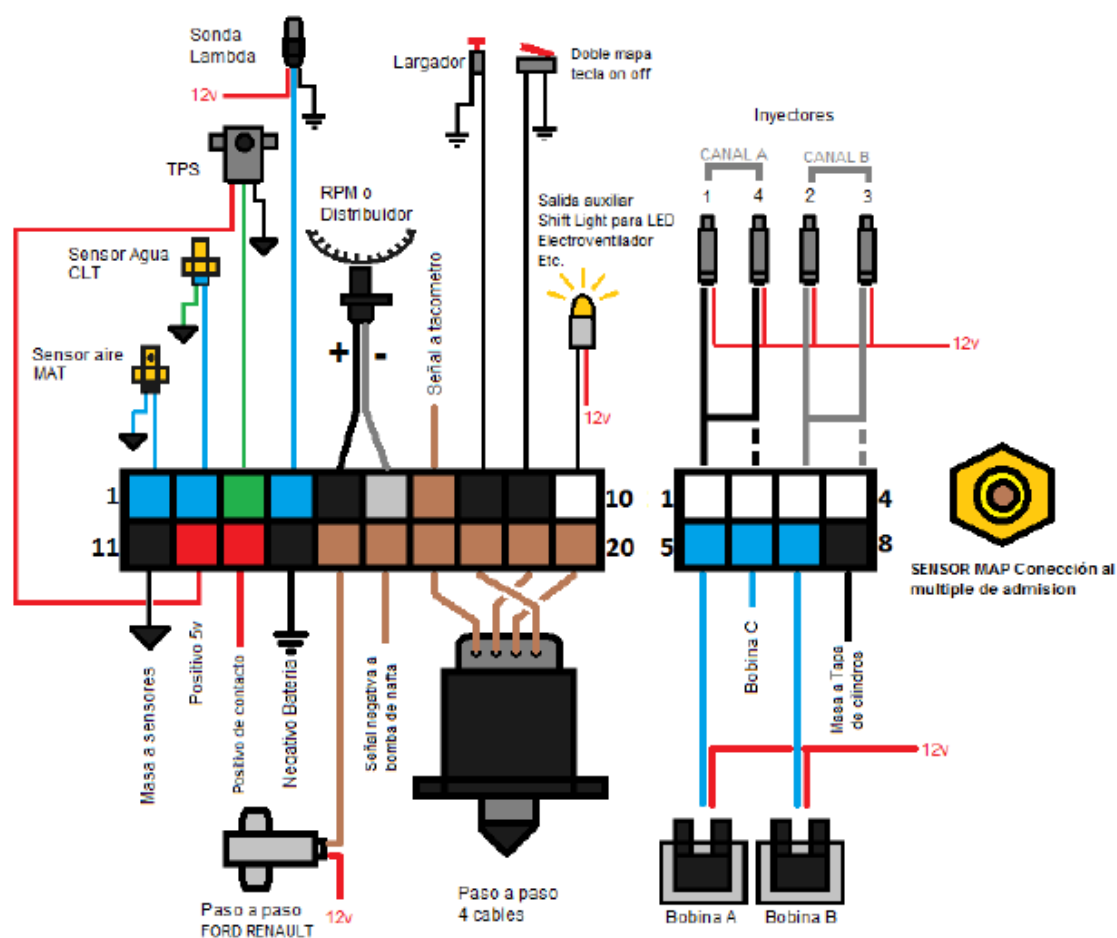 Sonda
Lambda
12v
TPS
Sensor Agua
CLT
Sensor aire
MAT
RPM o
Distribuidor
+
-
Largador
Doble mapa
tecla on off
Señal a tacometro
Salida auxiliar
Shift Light para LED
Electroventilador
Etc.
12v
Inyectores
CANAL A
CANAL B
1
4
2
3
12v
1
10
11
20
1
4
5
8
SENSOR MAP Conección al
multiple de admision
Masa a sensores
Positivo 5v
Positivo de contacto
Negativo Bateria
Señal negativa a
bomba de nafta
Bobina C
Masa a Tapa
de cilindros
12v
Paso a paso
FORD RENAULT
12v
Paso a paso
4 cables
Bobina A
Bobina B